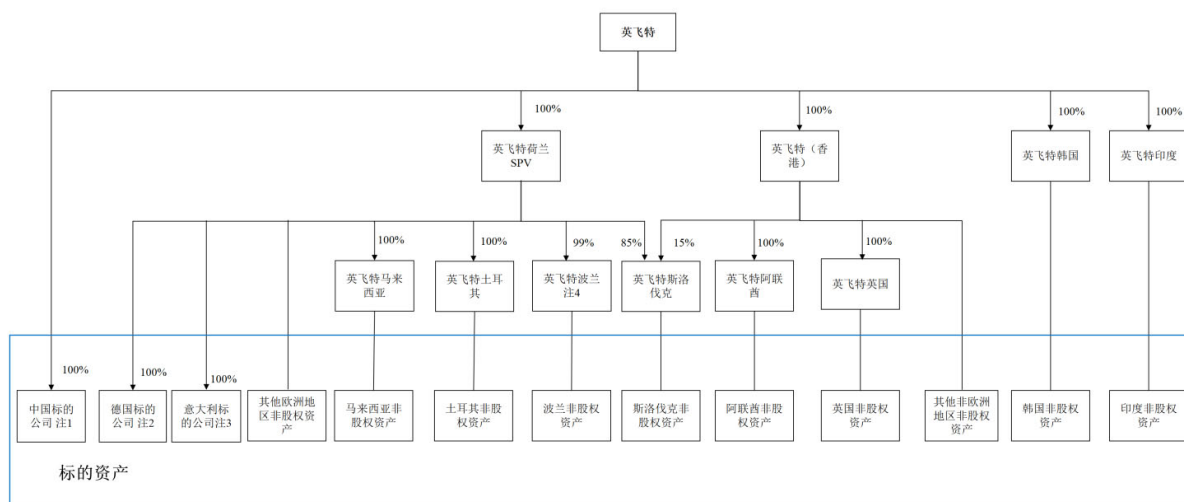 英飞特
100%
100%
100%
100%
英飞特荷兰
SPV
英飞特（香
港）
英飞特韩国
英飞特印度
100%
100%
99%
85%
15%
100%
100%
英飞特马来
西亚
英飞特土耳
其
英飞特波兰
注4
英飞特斯洛
伐克
英飞特阿联
酋
英飞特英国
100%
100%
100%
中国标的
公司 注1
德国标的
公司 注2
意大利标
的公司注3
其他欧洲地
区非股权资
产
马来西亚非
股权资产
土耳其非股
权资产
波兰非股权
资产
斯洛伐克非
股权资产
阿联酋非股
权资产
英国非股权
资产
其他非欧洲
地区非股权
资产
韩国非股权
资产
印度非股权
资产
标的资产